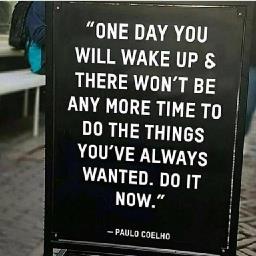 “ONE DAY YOU
WILL WAKE UP &
THERE WON’T BE
ANY MORE TIME TO
DO THE THINGS
YOU’VE ALWAYS
WANTED. DO IT
NOW.”
— PAULO COELHO